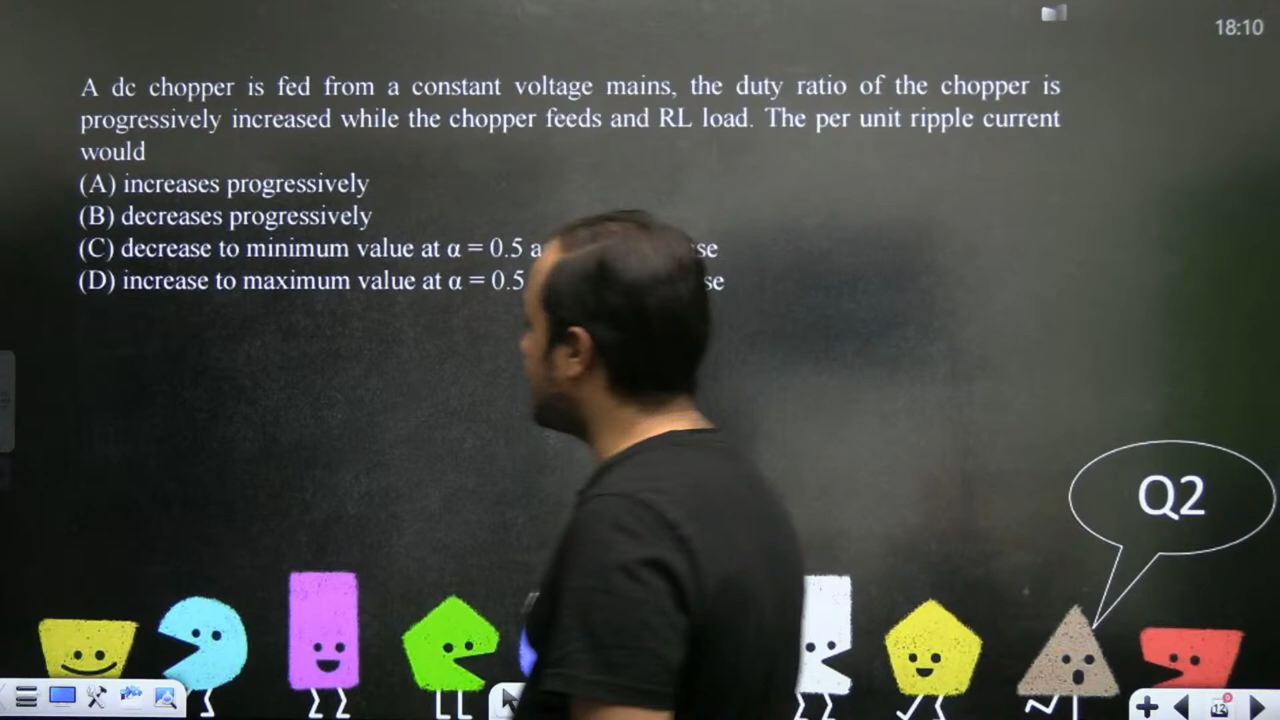 18:10
A dc chopper is fed from a constant voltage mains, the duty ratio of the chopper is
progressively increased while the chopper feeds and RL load. The per unit ripple current
would
(A) increases progressively
(B) decreases progressively
(C) decrease to minimum value at α = 0.5
(D) increase to maximum value at α = 0.5
Q2